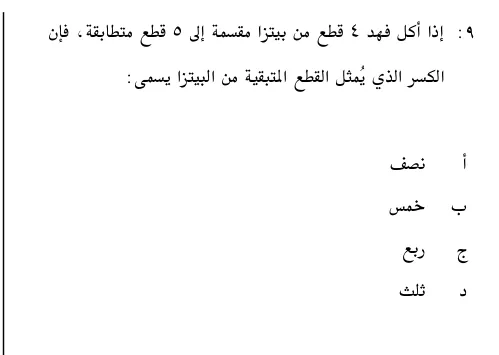 ٩: إذا أكل فهد ٤ قطع من بيتزا مقسمة إلى ٥ قطع متطابقة، فإن
الكسر الذي يُمثل القطع المتبقية من البيتزا يسمى:
أ نصف
ب خمس
ج ربع
د ثلث